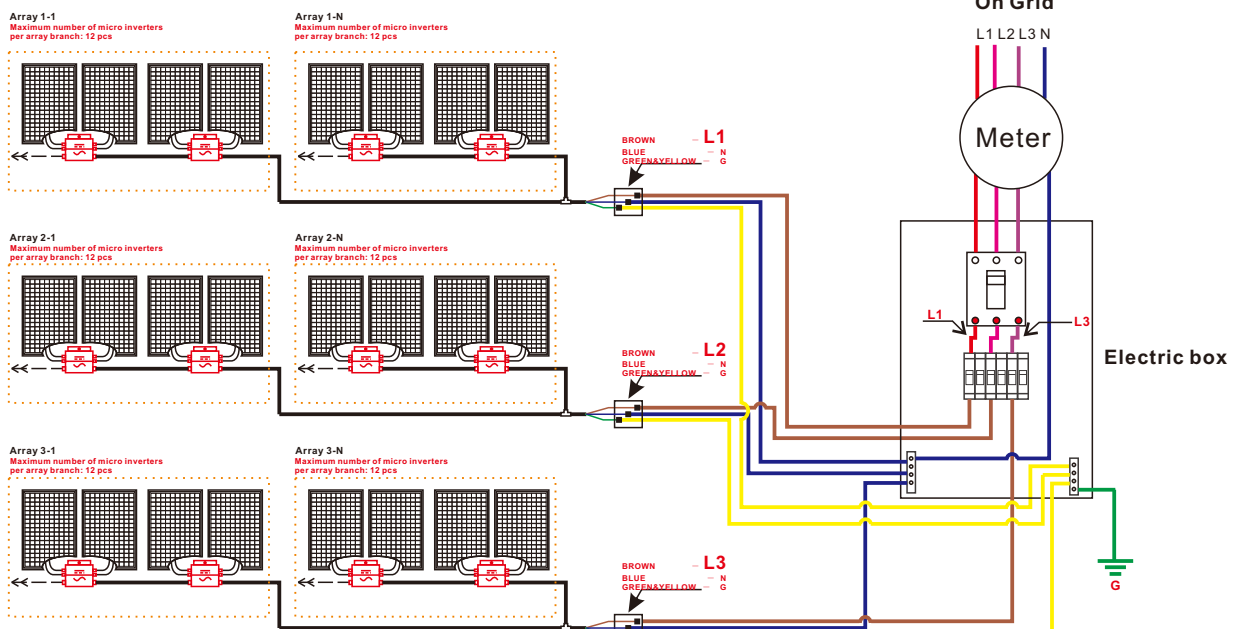 On Grid
Array 1-1
Maximum number of micro inverters
per array branch: 12 pcs
Array 1-N
Maximum number of micro inverters
per array branch: 12 pcs
L1 L2 L3 N
Meter
BROWN – L1
BLUE – N
GREEN&YELLOW – G
Array 2-1
Maximum number of micro inverters
per array branch: 12 pcs
Array 2-N
Maximum number of micro inverters
per array branch: 12 pcs
L1
L3
Electric box
BROWN – L2
BLUE – N
GREEN&YELLOW – G
Array 3-1
Maximum number of micro inverters
per array branch: 12 pcs
Array 3-N
Maximum number of micro inverters
per array branch: 12 pcs
BROWN – L3
BLUE – N
GREEN&YELLOW – G
G